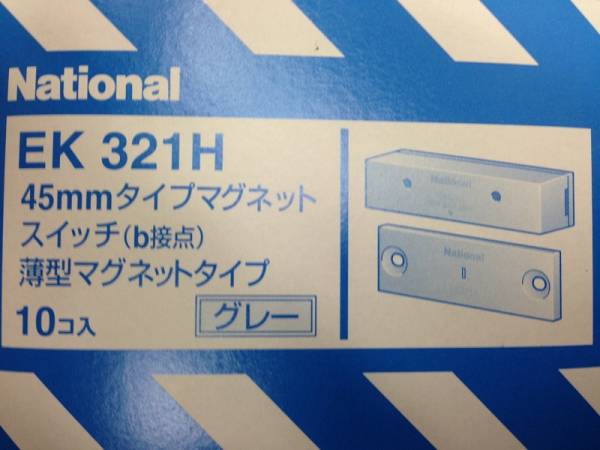 National
EK 321H
45mmタイプマグネット
スイッチ(b接点)
薄型マグネットタイプ
10コ入
グレー
National
National